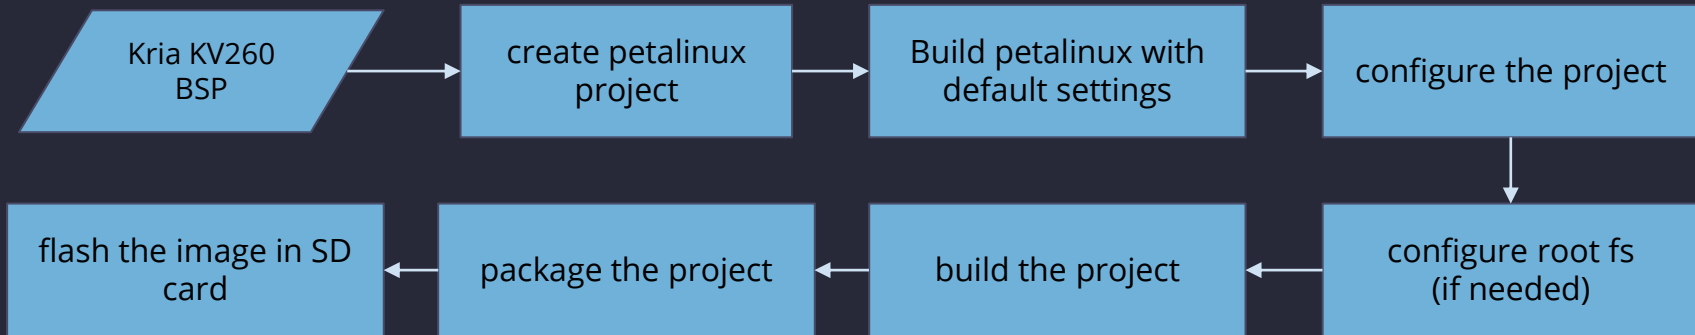 Kria KV260
BSP
create petalinux
project
Build petalinux with
default settings
configure the project
configure root fs
(if needed)
build the project
package the project
flash the image in SD
card